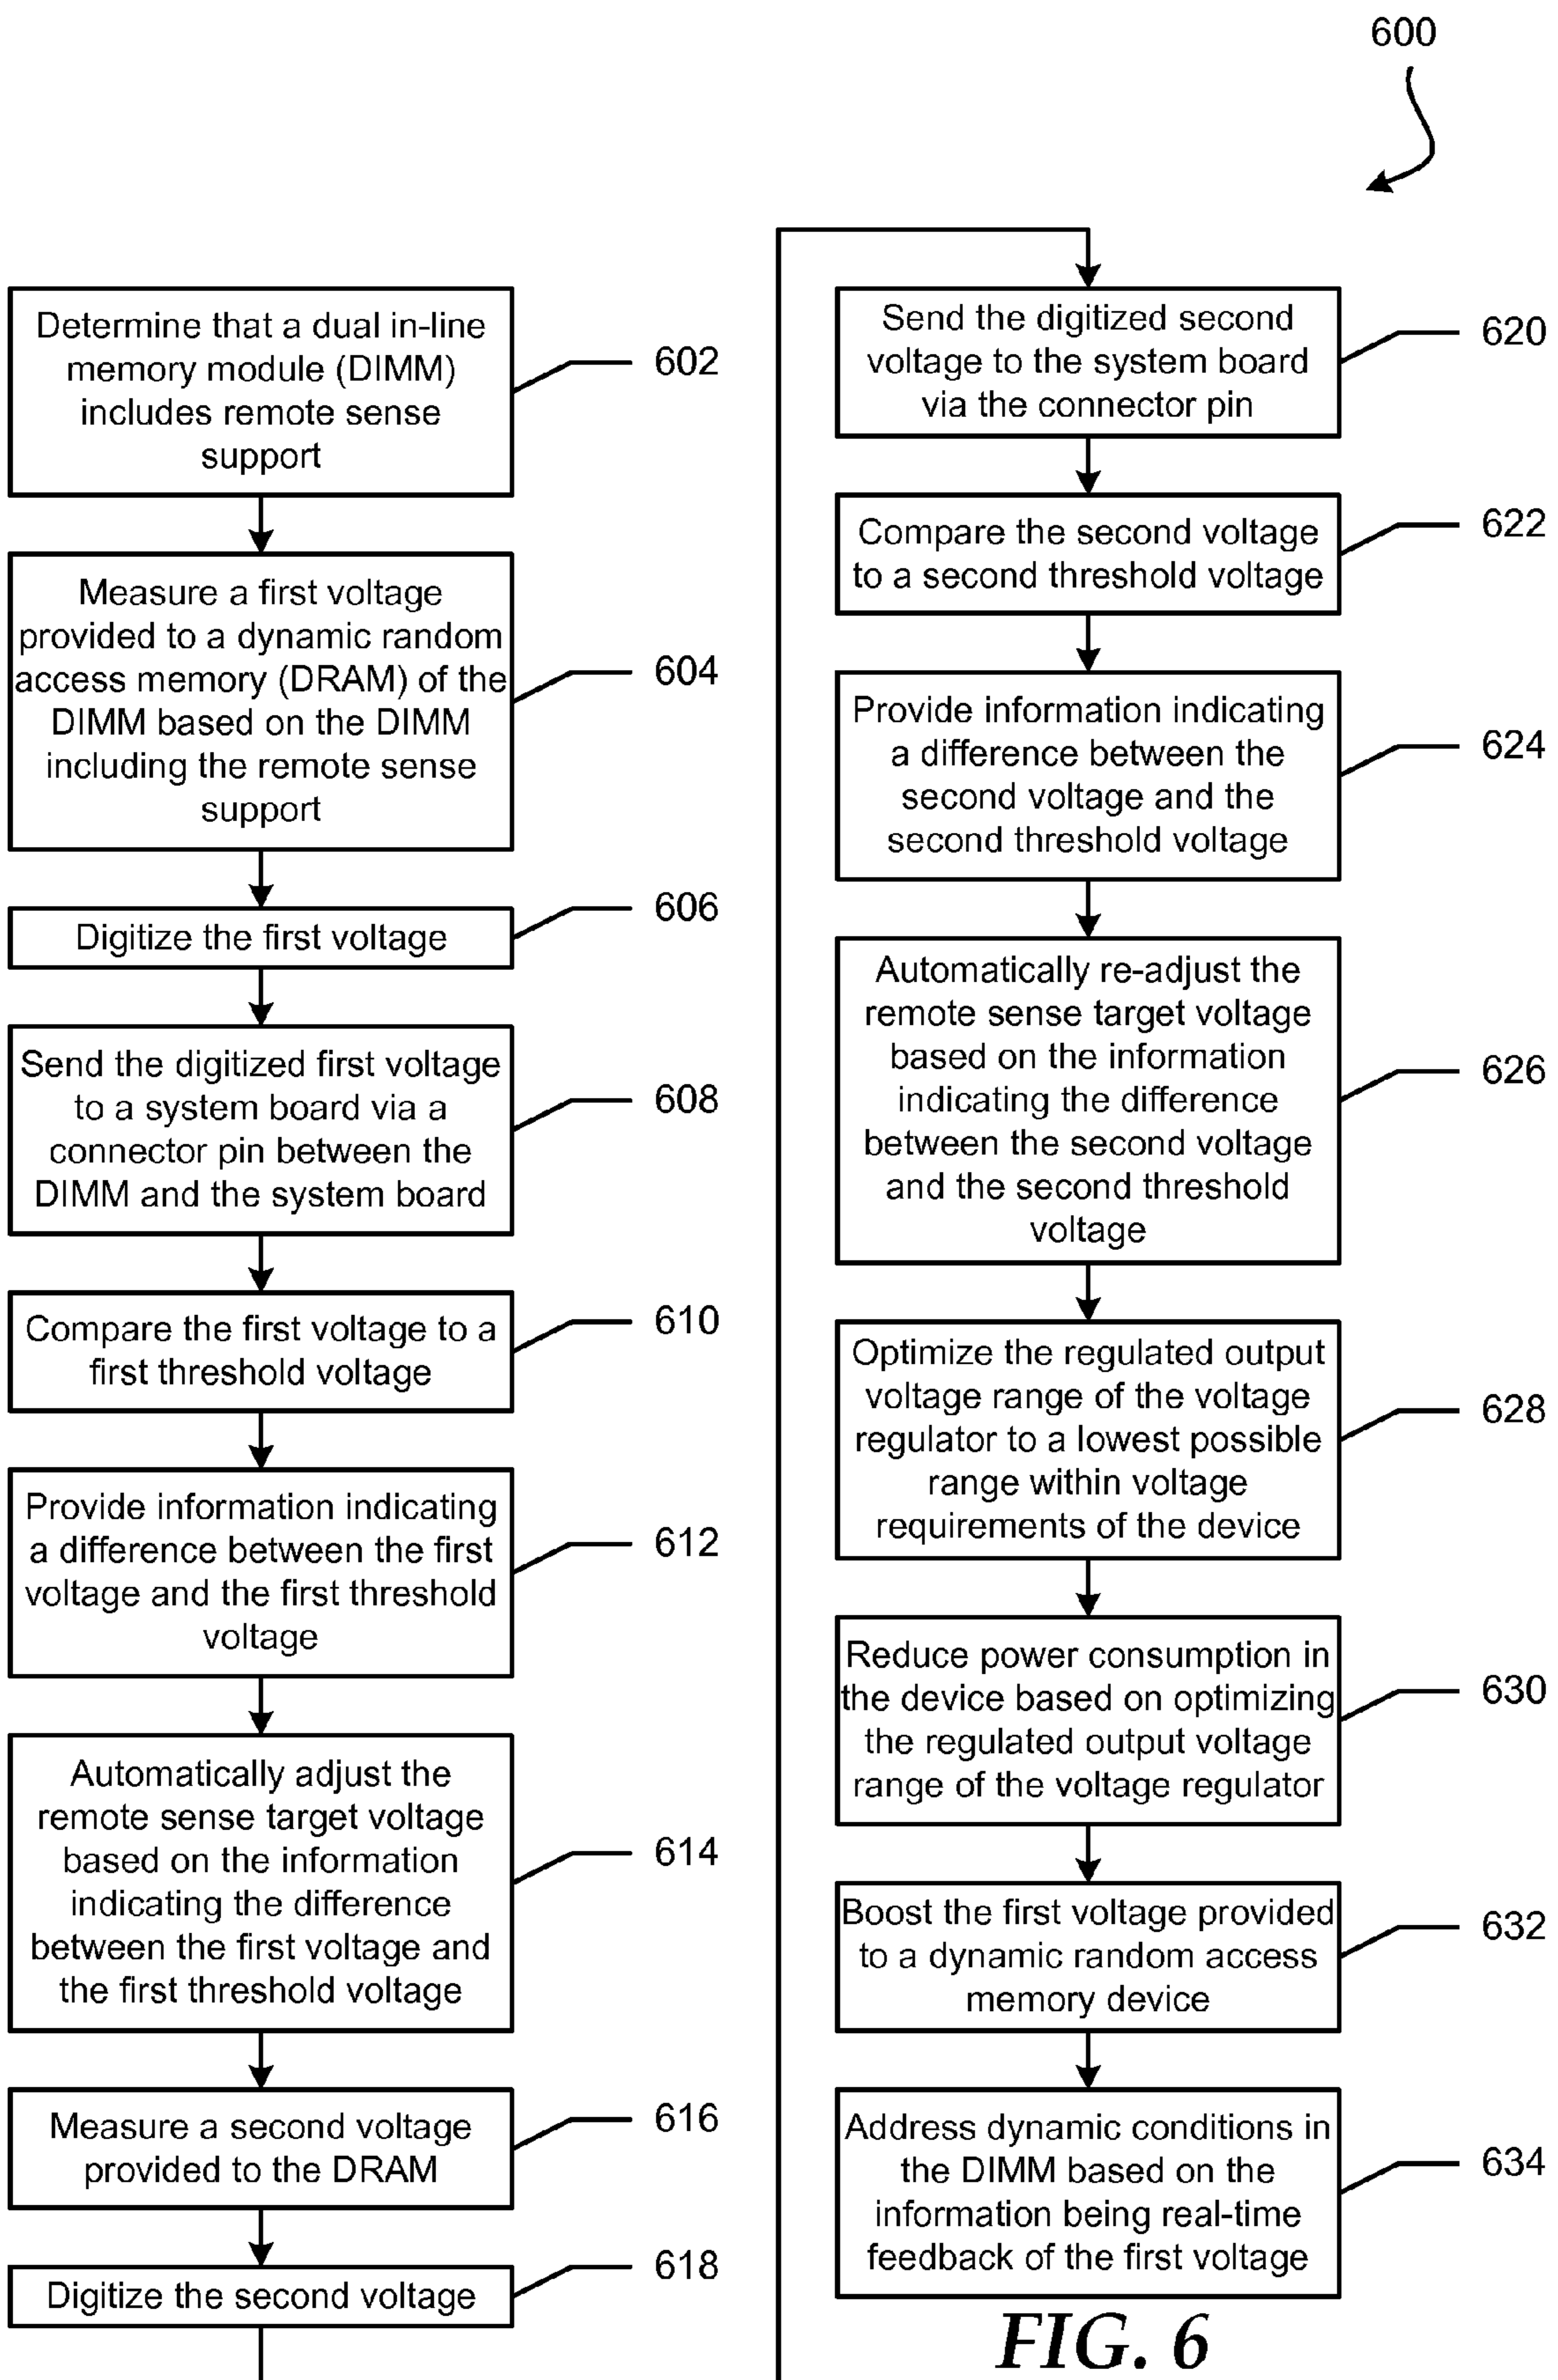 600
Determine that a dual in-line
memory module (DIMM)
includes remote sense
support
602
Measure a first voltage
provided to a dynamic random
access memory (DRAM) of the
DIMM based on the DIMM
including the remote sense
support
604
Digitize the first voltage
606
Send the digitized first voltage
to a system board via a
connector pin between the
DIMM and the system board
608
Compare the first voltage to a
first threshold voltage
610
Provide information indicating
a difference between the first
voltage and the first threshold
voltage
612
Automatically adjust the
remote sense target voltage
based on the information
indicating the difference
between the first voltage and
the first threshold voltage
614
Measure a second voltage
provided to the DRAM
616
Digitize the second voltage
618
Send the digitized second
voltage to the system board
via the connector pin
620
Compare the second voltage
to a second threshold voltage
622
Provide information indicating
a difference between the
second voltage and the
second threshold voltage
624
Automatically re-adjust the
remote sense target voltage
based on the information
indicating the difference
between the second voltage
and the second threshold
voltage
626
Optimize the regulated output
voltage range of the voltage
regulator to a lowest possible
range within voltage
requirements of the device
628
Reduce power consumption in
the device based on optimizing
the regulated output voltage
range of the voltage regulator
630
Boost the first voltage provided
to a dynamic random access
memory device
632
Address dynamic conditions in
the DIMM based on the
information being real-time
feedback of the first voltage
634
FIG. 6